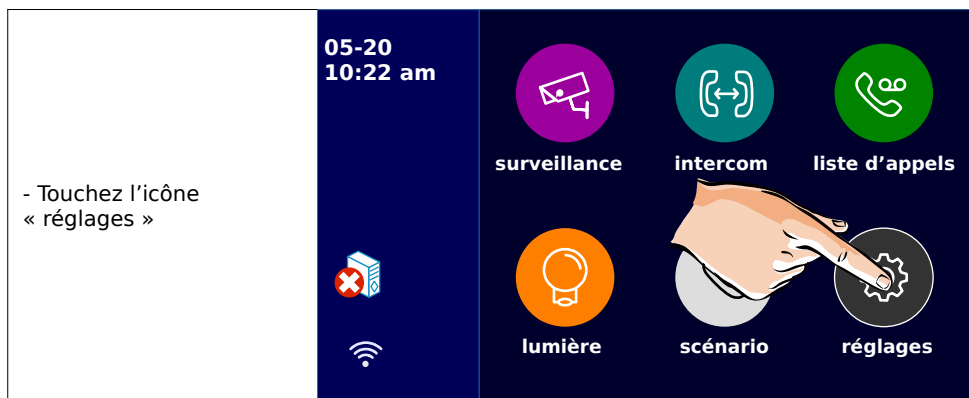 - Touchez l’icône
« réglages »
05-20
10:22 am
surveillance
intercom
liste d’appels
lumière
scénario
réglages